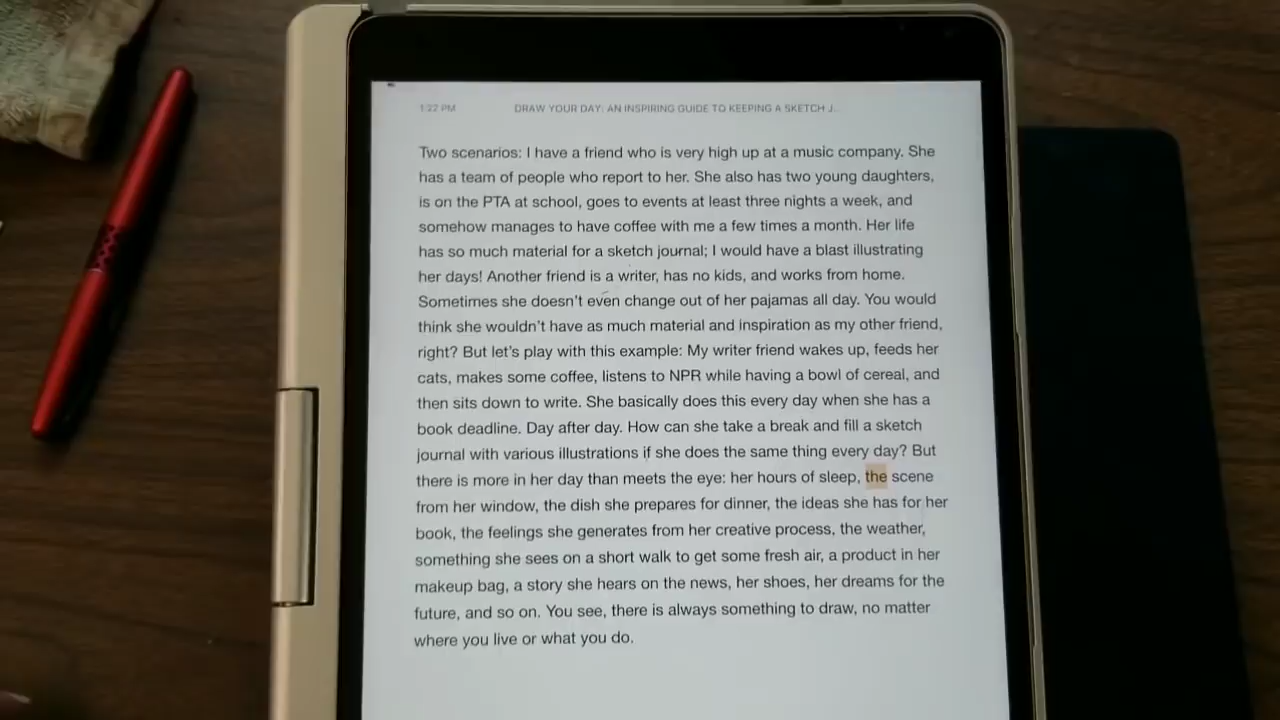 1:22 PM
DRAW YOUR DAY: AN INSPIRING GUIDE TO KEEPING A SKETCH J...
Two scenarios: I have a friend who is very high up at a music company. She
has a team of people who report to her. She also has two young daughters,
is on the PTA at school, goes to events at least three nights a week, and
somehow manages to have coffee with me a few times a month. Her life
has so much material for a sketch journal; I would have a blast illustrating
her days! Another friend is a writer, has no kids, and works from home.
Sometimes she doesn't even change out of her pajamas all day. You would
think she wouldn't have as much material and inspiration as my other friend,
right? But let's play with this example: My writer friend wakes up, feeds her
cats, makes some coffee, listens to NPR while having a bowl of cereal, and
then sits down to write. She basically does this every day when she has a
book deadline. Day after day. How can she take a break and fill a sketch
journal with various illustrations if she does the same thing every day? But
there is more in her day than meets the eye: her hours of sleep, the scene
from her window, the dish she prepares for dinner, the ideas she has for her
book, the feelings she generates from her creative process, the weather,
something she sees on a short walk to get some fresh air, a product in her
makeup bag, a story she hears on the news, her shoes, her dreams for the
future, and so on. You see, there is always something to draw, no matter
where you live or what you do.